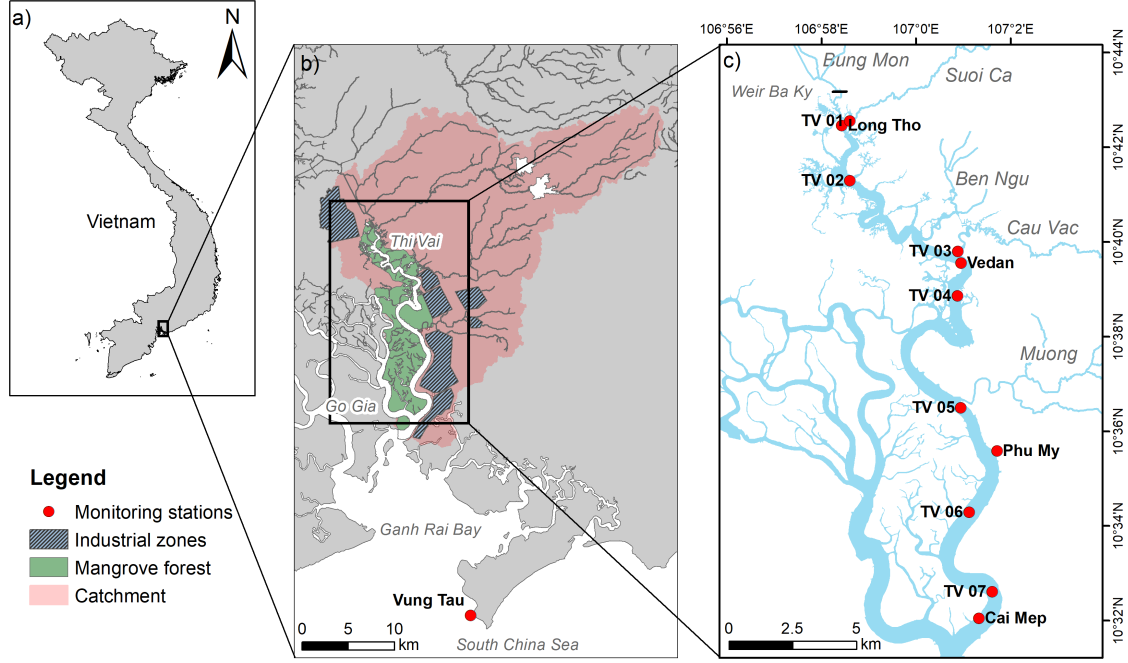 a)
N
Vietnam
Legend
Monitoring stations
Industrial zones
Mangrove forest
Catchment
b)
Thi Vai
Go Gia
Ganh Rai Bay
Vung Tau
South China Sea
0 5 10
km
106°56'E 106°58'E 107°0'E 107°2'E
c)
Bung Mon
Suoi Ca
Weir Ba Ky
TV 01
Long Tho
TV 02
Ben Ngu
Cau Vac
TV 03
Vedan
TV 04
Muong
TV 05
Phu My
TV 06
TV 07
Cai Mep
0 2.5 5
km
10°44'N
10°42'N
10°40'N
10°38'N
10°36'N
10°34'N
10°32'N